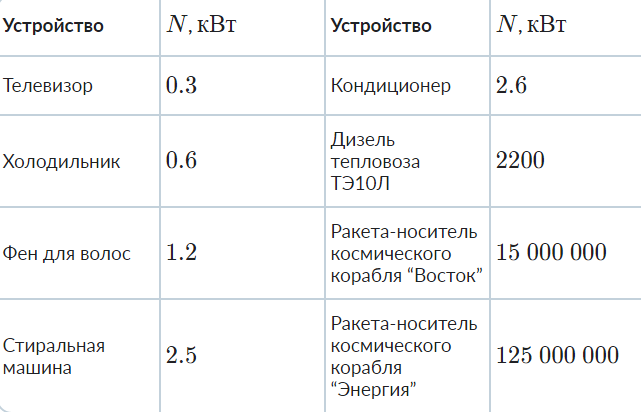 Устройство
N, кВт
Устройство
N, кВт
Телевизор
0.3
Кондиционер
2.6
Холодильник
0.6
Дизель
тепловоза
ТЭ10Л
2200
Фен для волос
1.2
Ракета-носитель
космического
корабля “Восток”
15 000 000
Стиральная
машина
2.5
Ракета-носитель
космического
корабля
“Энергия”
125 000 000